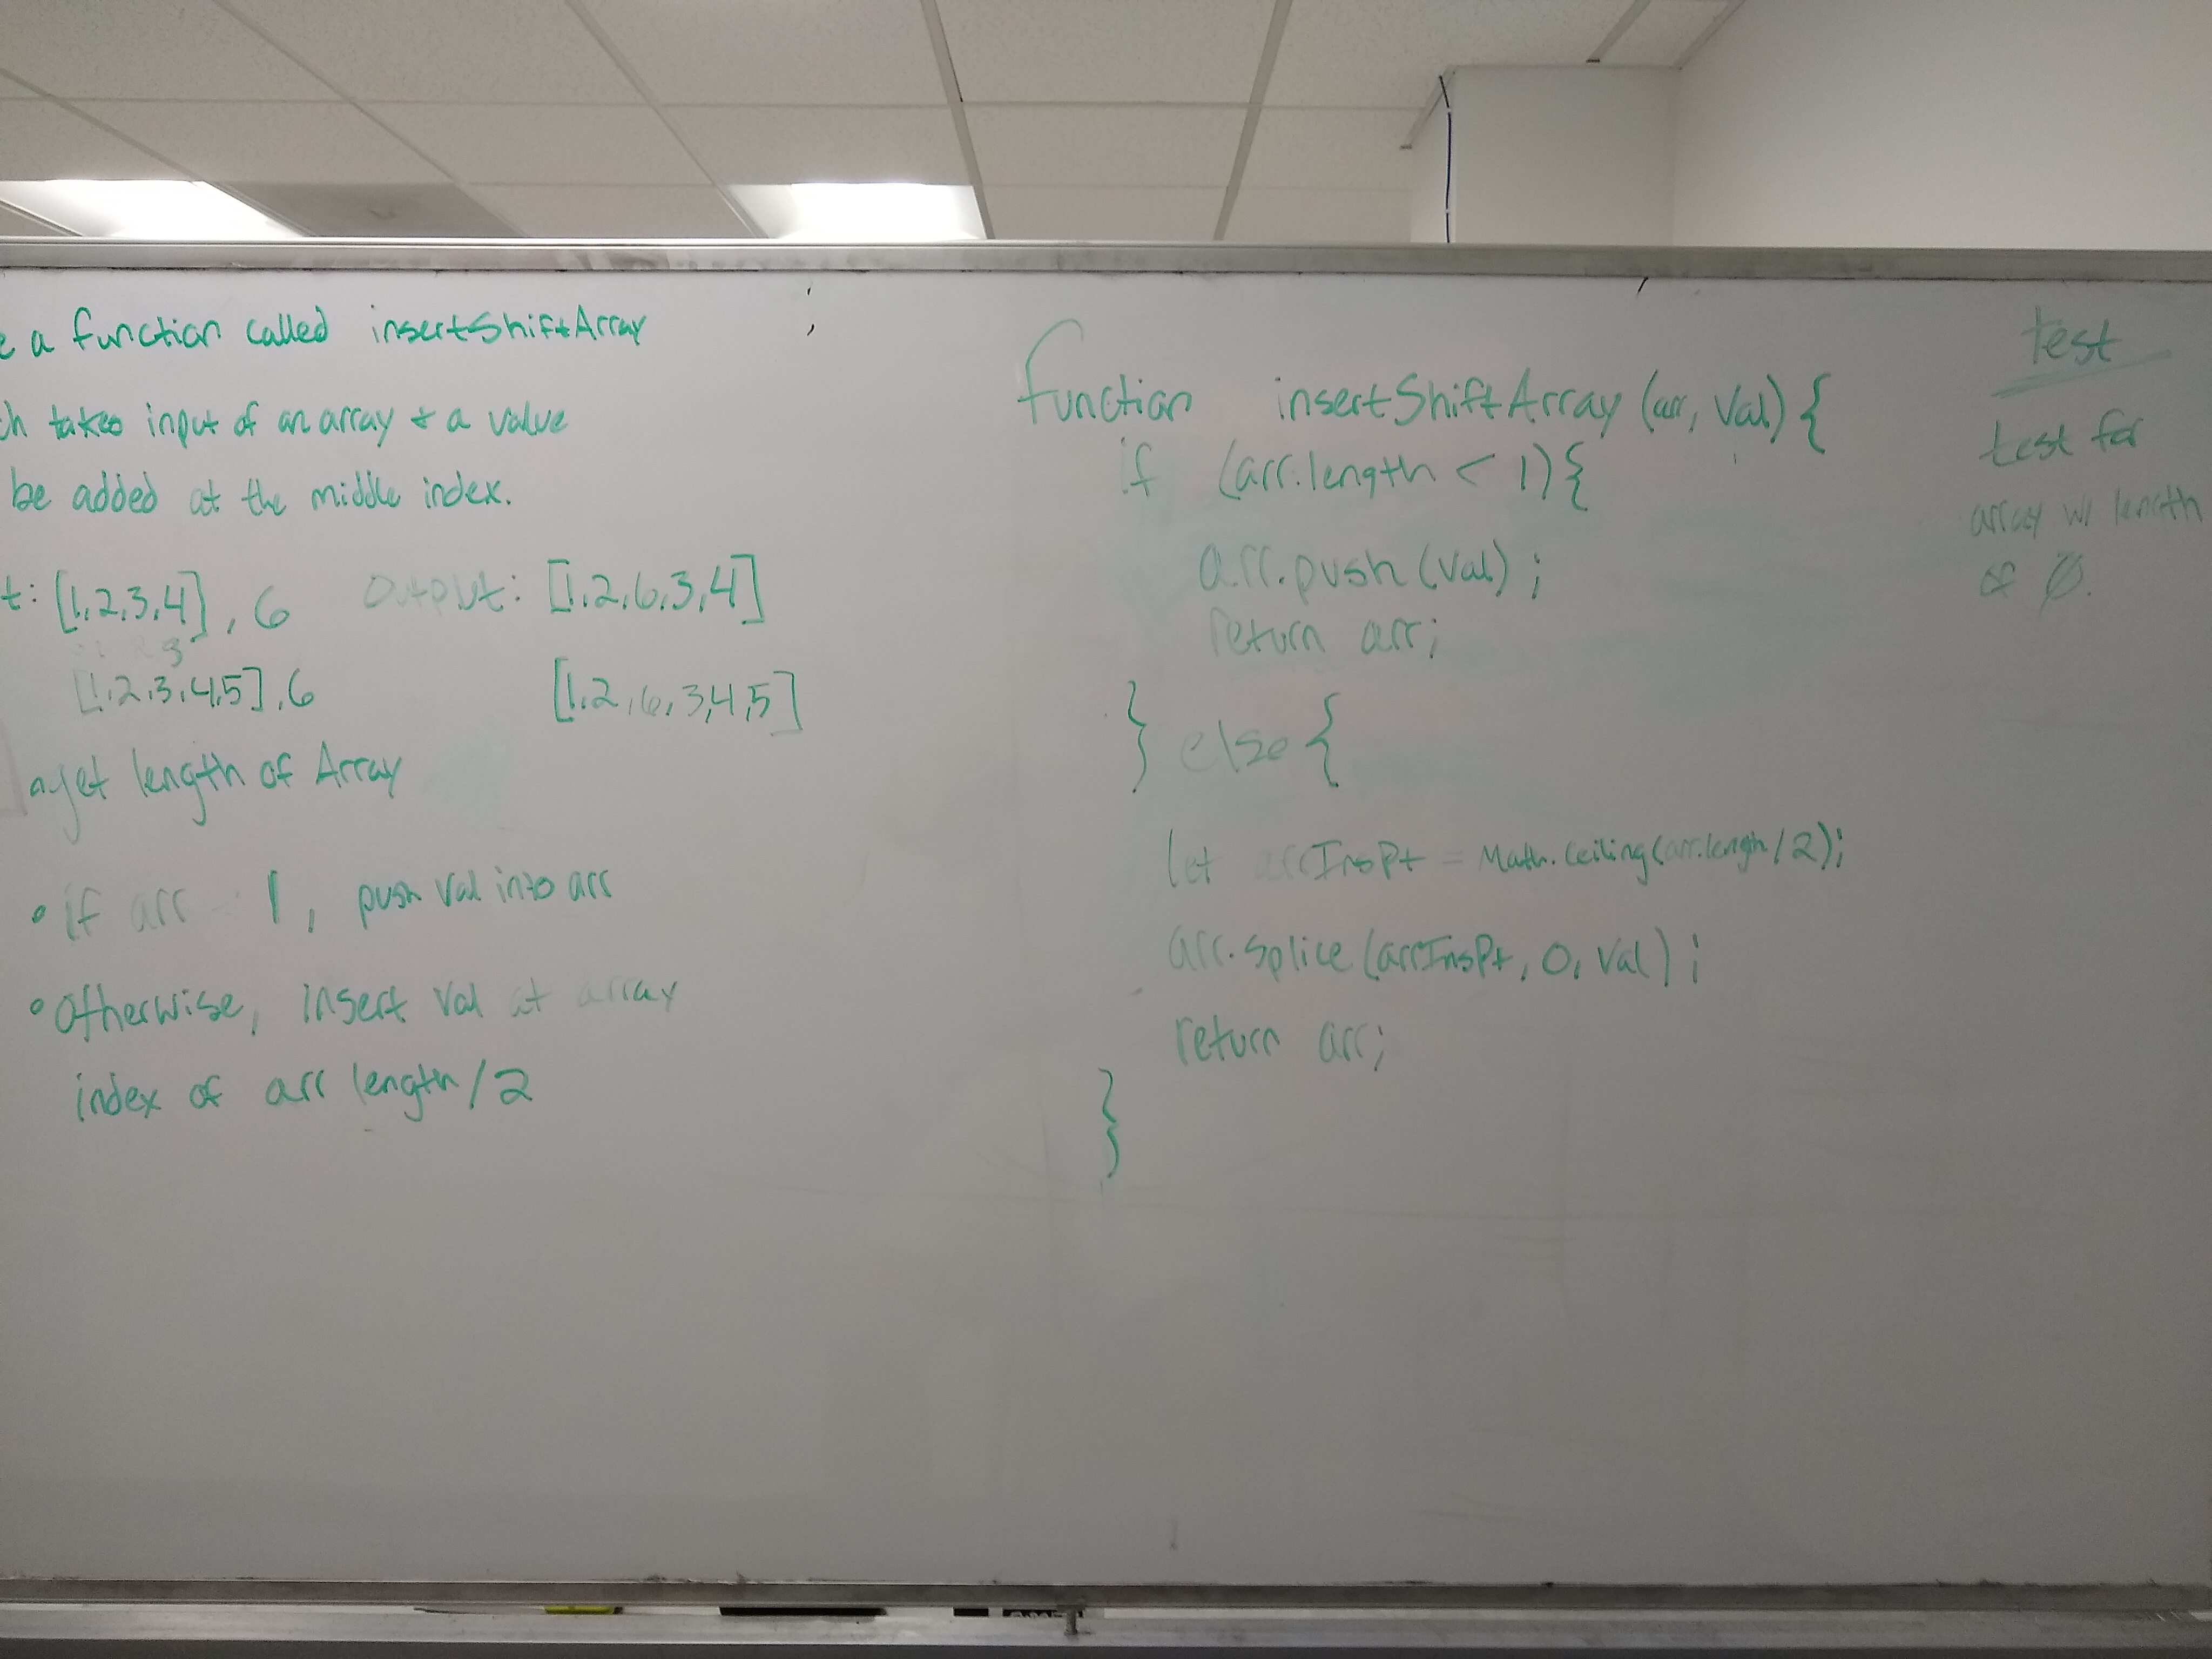 e a function called insertShiftArray
ch takes input of an array & a value
be added at the middle index.
t: [1,2,3,4], 6 Output: [1,2,6,3,4]
3
[1,2,3,4,5],6 [1,2,6,3,4,5]
get length of Array
• if arr 1, push val into arr
• otherwise, insert val at array
index of arr length/2
function insertShiftArray (arr, Val) {
if (arr.length < 1) {
arr.push(val);
return arr;
} else {
let arrInsPt = Math.Ceiling(arr.length/2);
arr.splice(arrInsPt, 0, val);
return arr;
}
test
test for
array w/ length
of Ø.